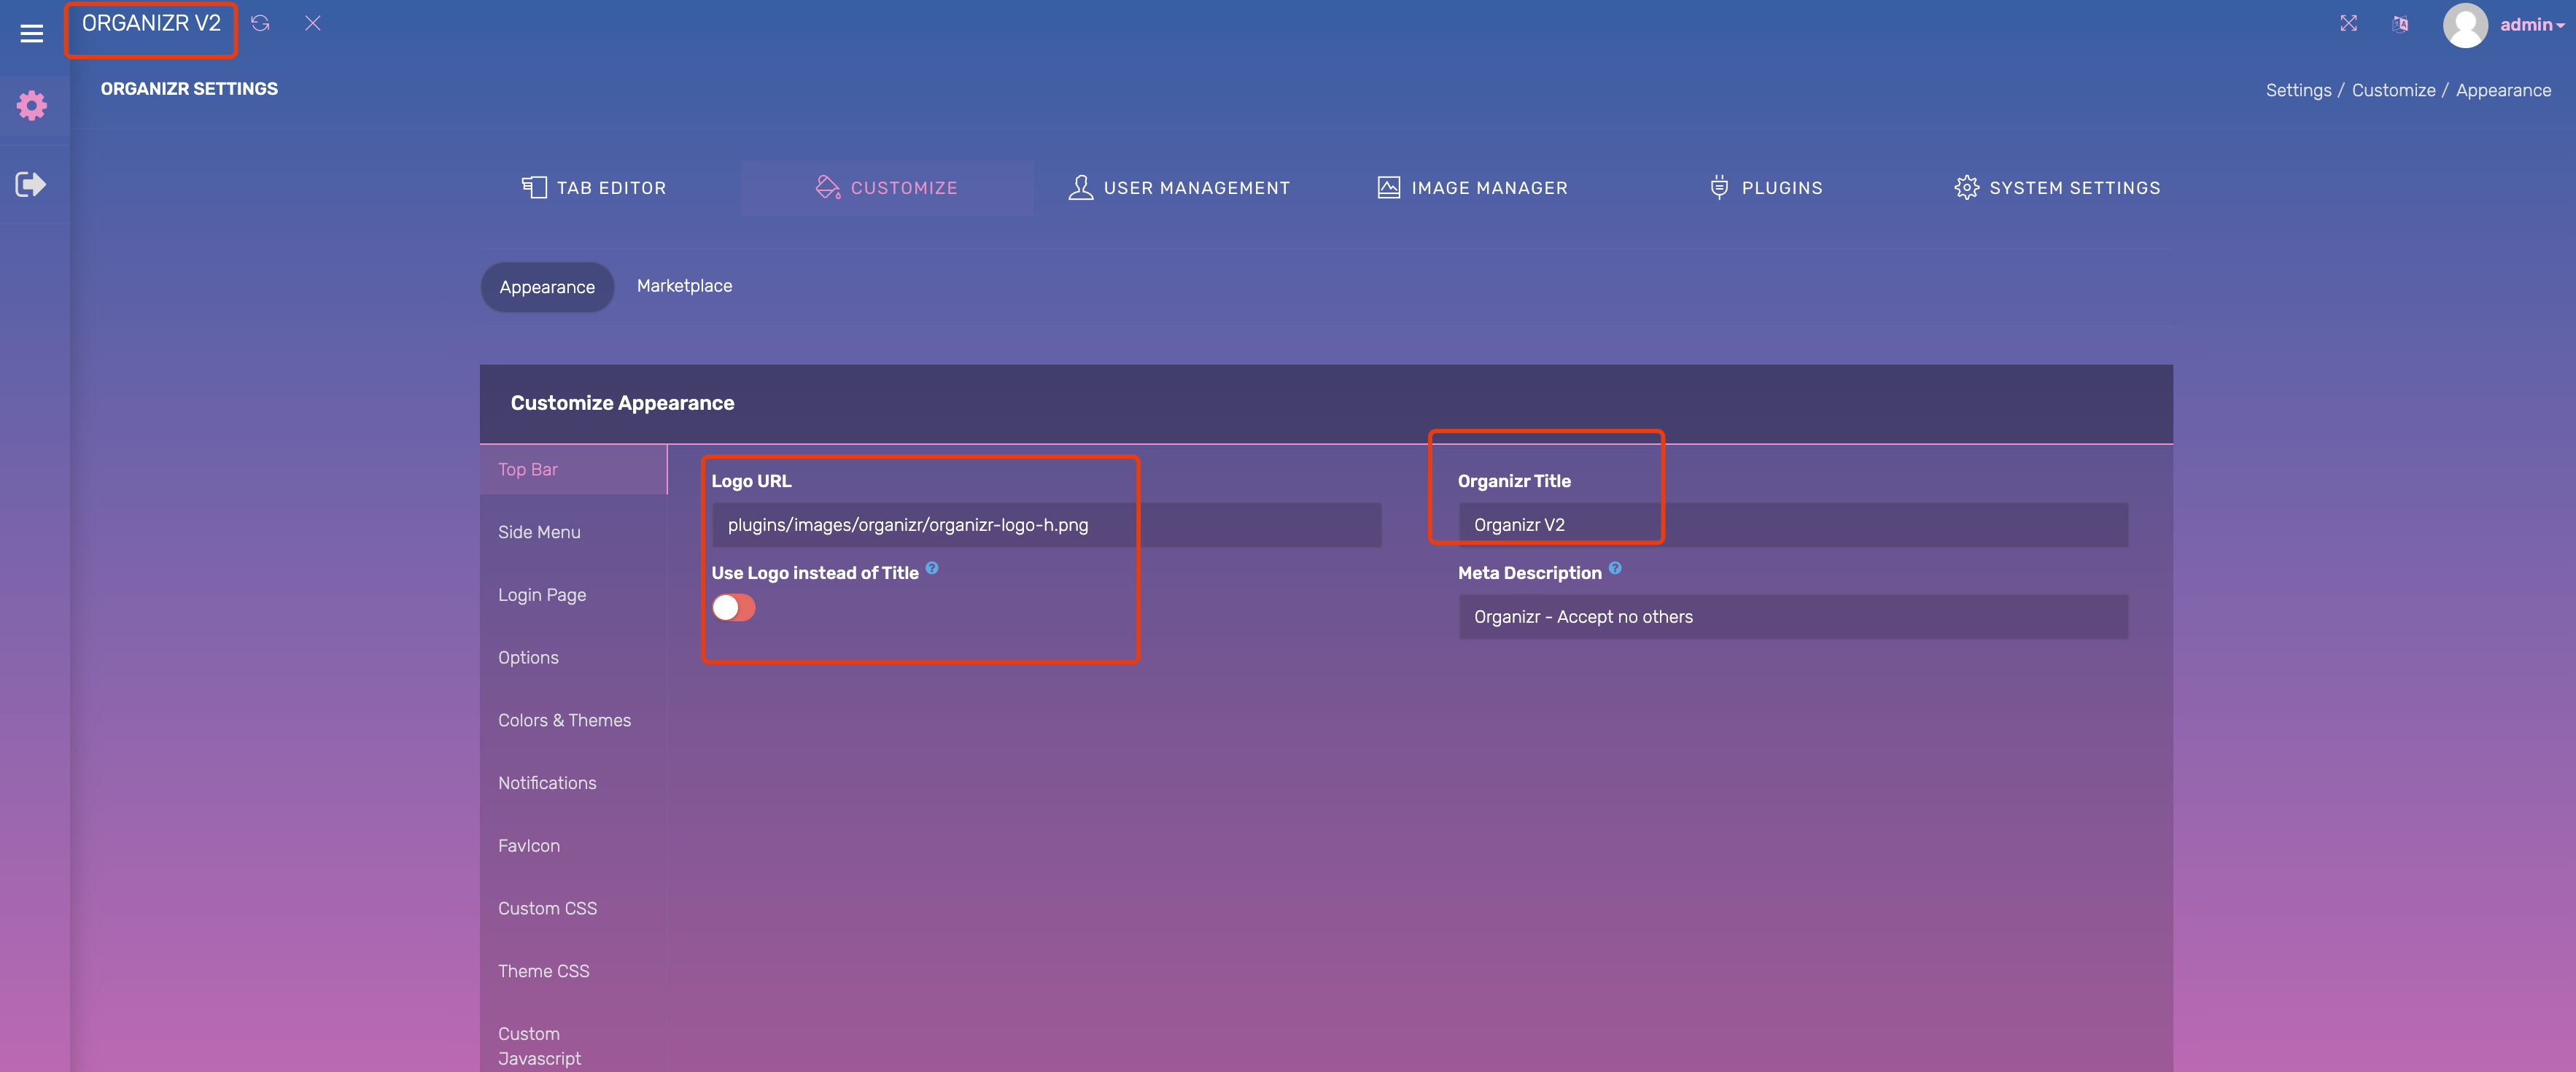 ORGANIZR V2
admin
ORGANIZR SETTINGS
Settings / Customize / Appearance
TAB EDITOR
CUSTOMIZE
USER MANAGEMENT
IMAGE MANAGER
PLUGINS
SYSTEM SETTINGS
Appearance
Marketplace
Customize Appearance
Top Bar
Side Menu
Login Page
Options
Colors & Themes
Notifications
FavIcon
Custom CSS
Theme CSS
Custom
Javascript
Logo URL
plugins/images/organizr/organizr-logo-h.png
Use Logo instead of Title
Organizr Title
Organizr V2
Meta Description
Organizr - Accept no others